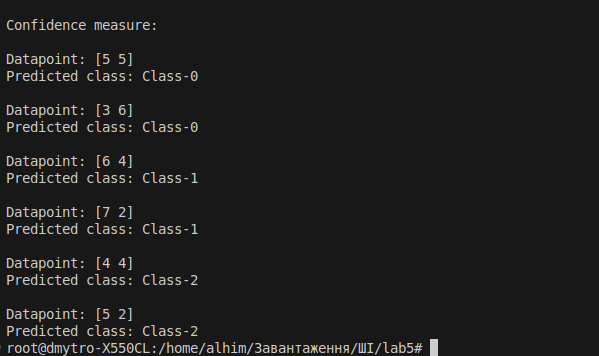 Confidence measure:
Datapoint: [5 5]
Predicted class: Class-0
Datapoint: [3 6]
Predicted class: Class-0
Datapoint: [6 4]
Predicted class: Class-1
Datapoint: [7 2]
Predicted class: Class-1
Datapoint: [4 4]
Predicted class: Class-2
Datapoint: [5 2]
Predicted class: Class-2
root@dmytro-X550CL:/home/alhim/Завантаження/ШІ/lab5#